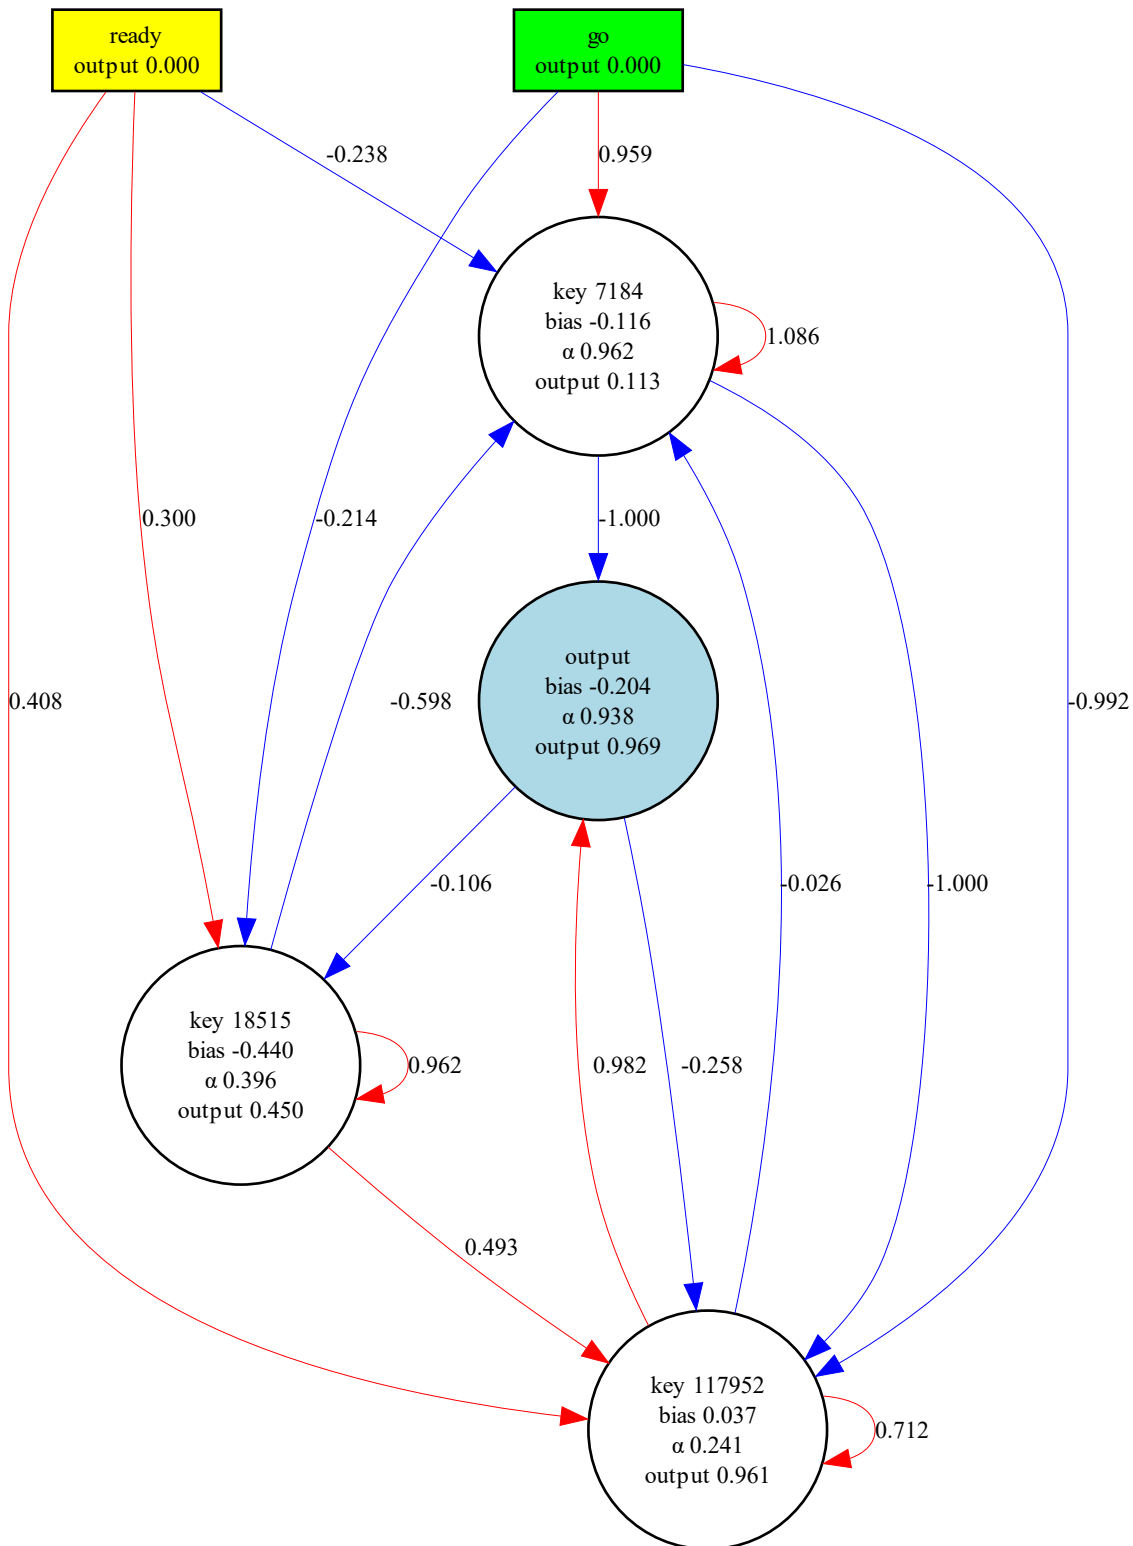 ready
output 0.000
go
output 0.000
-0.238
0.959
key 7184
bias -0.116
α 0.962
output 0.113
1.086
0.300
-0.214
-1.000
output
bias -0.204
α 0.938
output 0.969
0.408
-0.598
-0.992
-0.106
-0.026
-1.000
key 18515
bias -0.440
α 0.396
output 0.450
0.962
0.982
-0.258
0.493
key 117952
bias 0.037
α 0.241
output 0.961
0.712